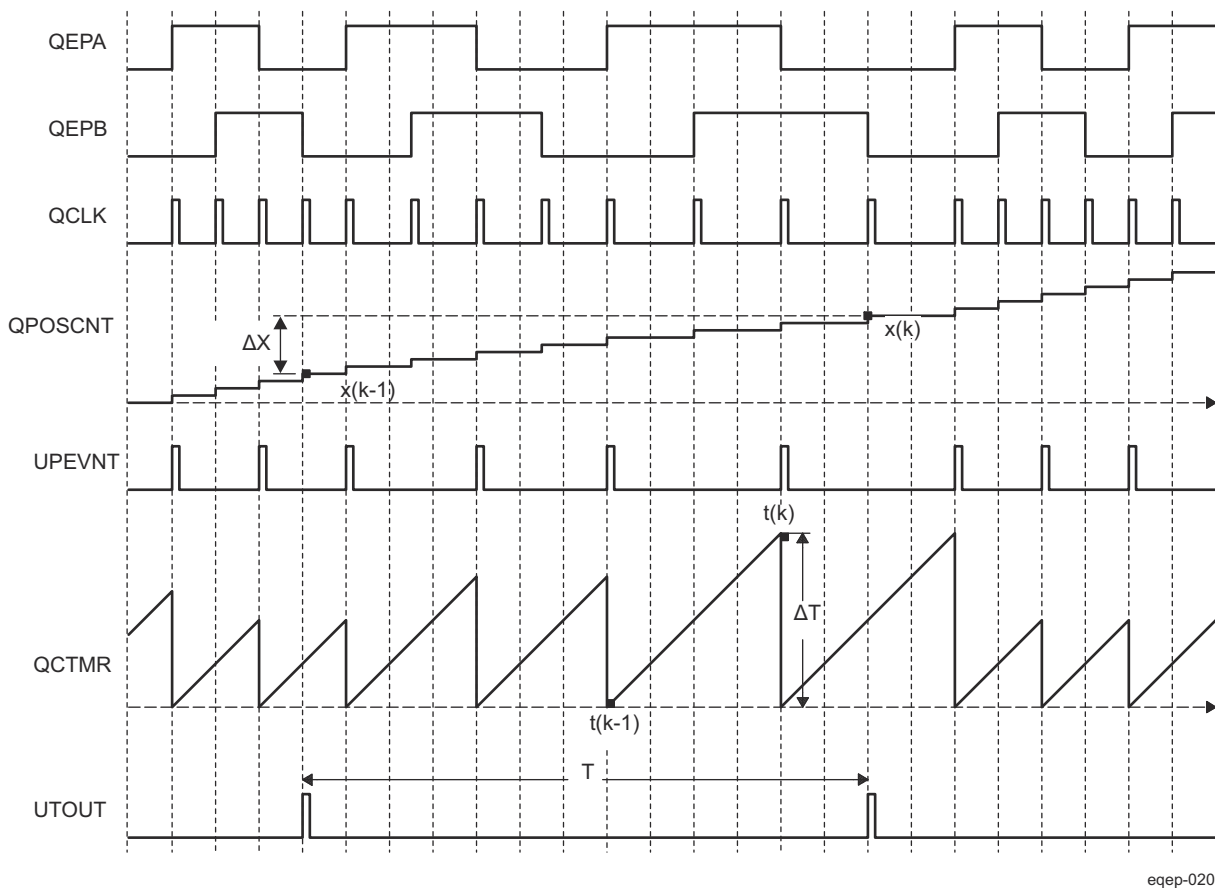 QEPA
QEPB
QCLK
QPOSCNT
ΔX
x(k-1)
x(k)
UPEVNT
t(k)
ΔT
QCTMR
t(k-1)
T
UTOUT
eqep-020